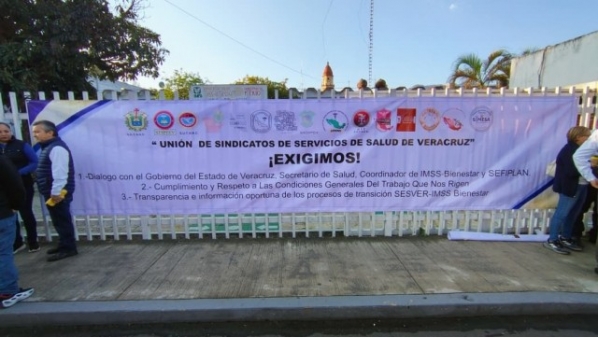 " UNIÓN DE SINDICATOS DE SERVICIOS DE SALUD DE VERACRUZ"
¡EXIGIMOS!
1.-Dialogo con el Gobierno del Estado de Veracruz, Secretario de Salud, Coordinador de IMSS-Bienestar y SEFIPLAN.
2.- Cumplimiento y Respeto a Las Condiciones Generales Del Trabajo Que Nos Rigen
3.-Transparencia e información oportuna de los procesos de transición SESVER-IMSS Bienestar